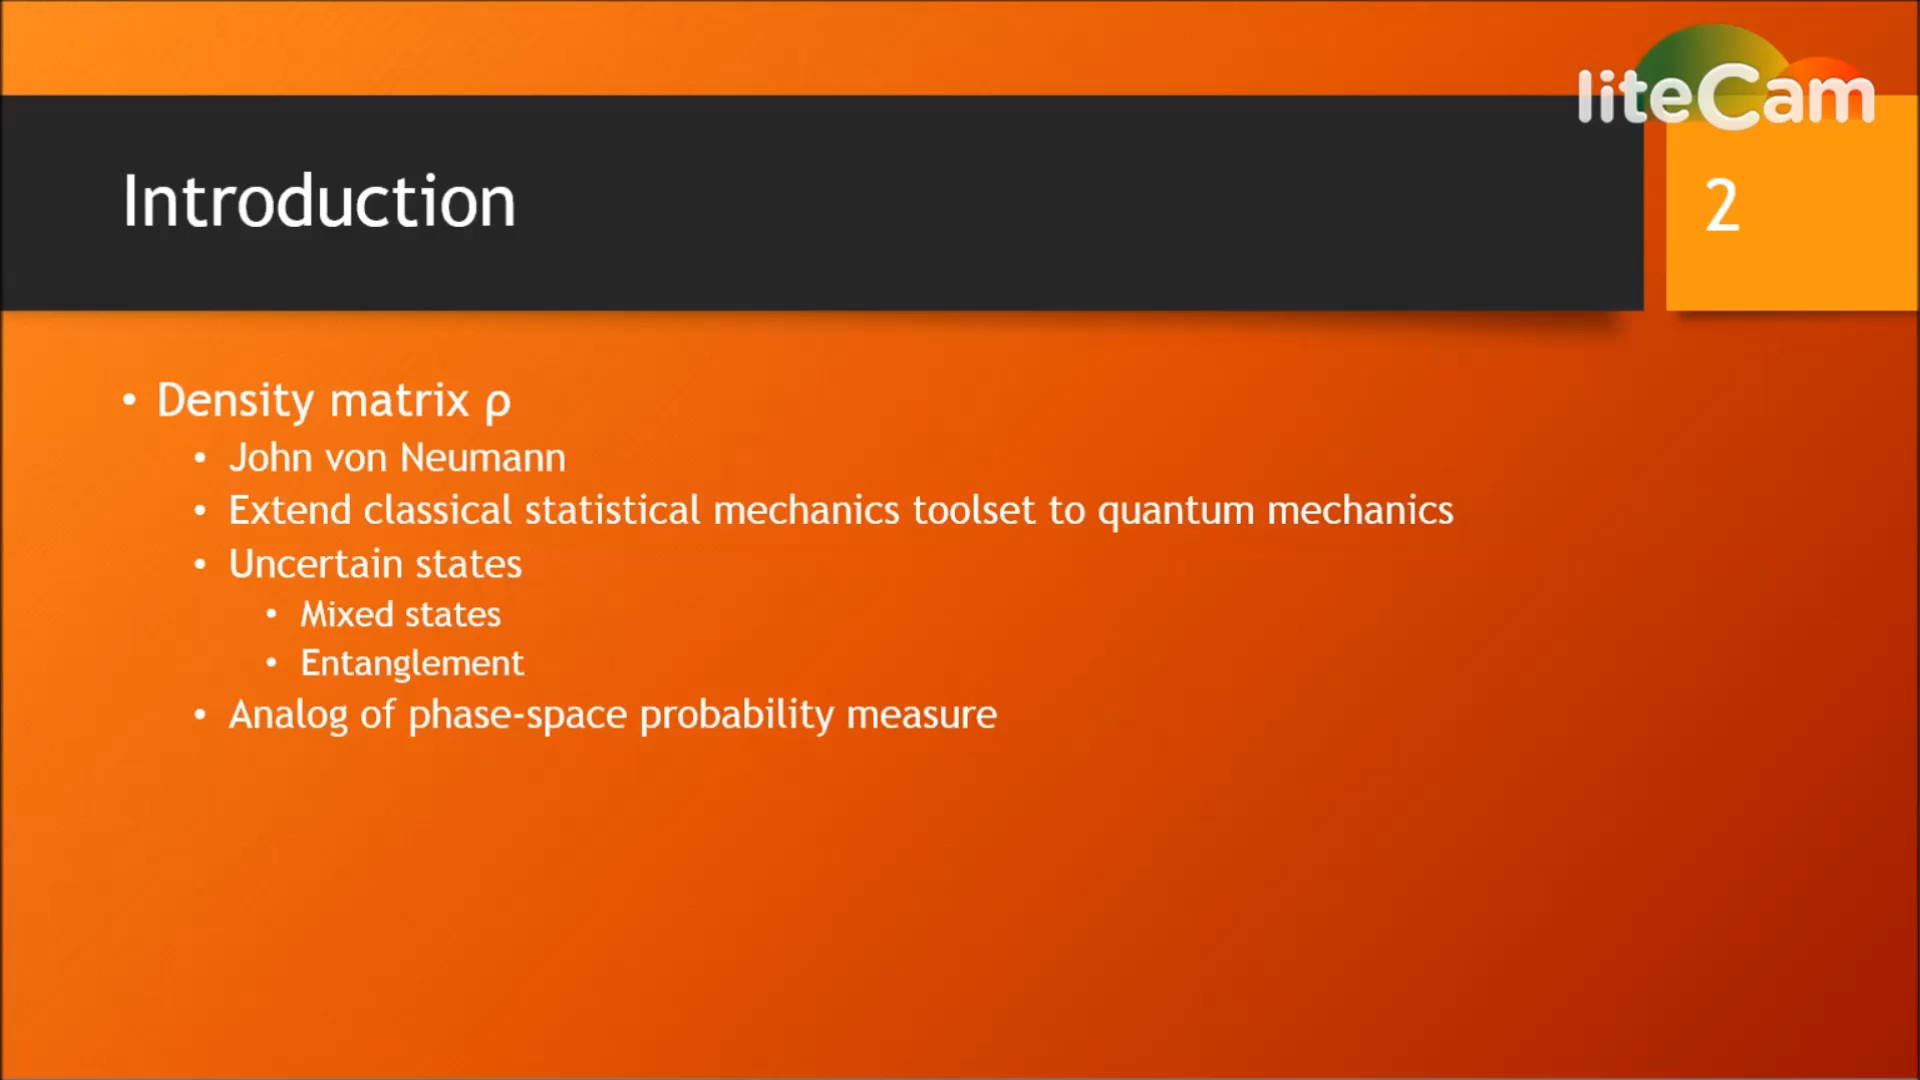 liteCam
Introduction
2
• Density matrix ρ
• John von Neumann
• Extend classical statistical mechanics toolset to quantum mechanics
• Uncertain states
• Mixed states
• Entanglement
• Analog of phase-space probability measure